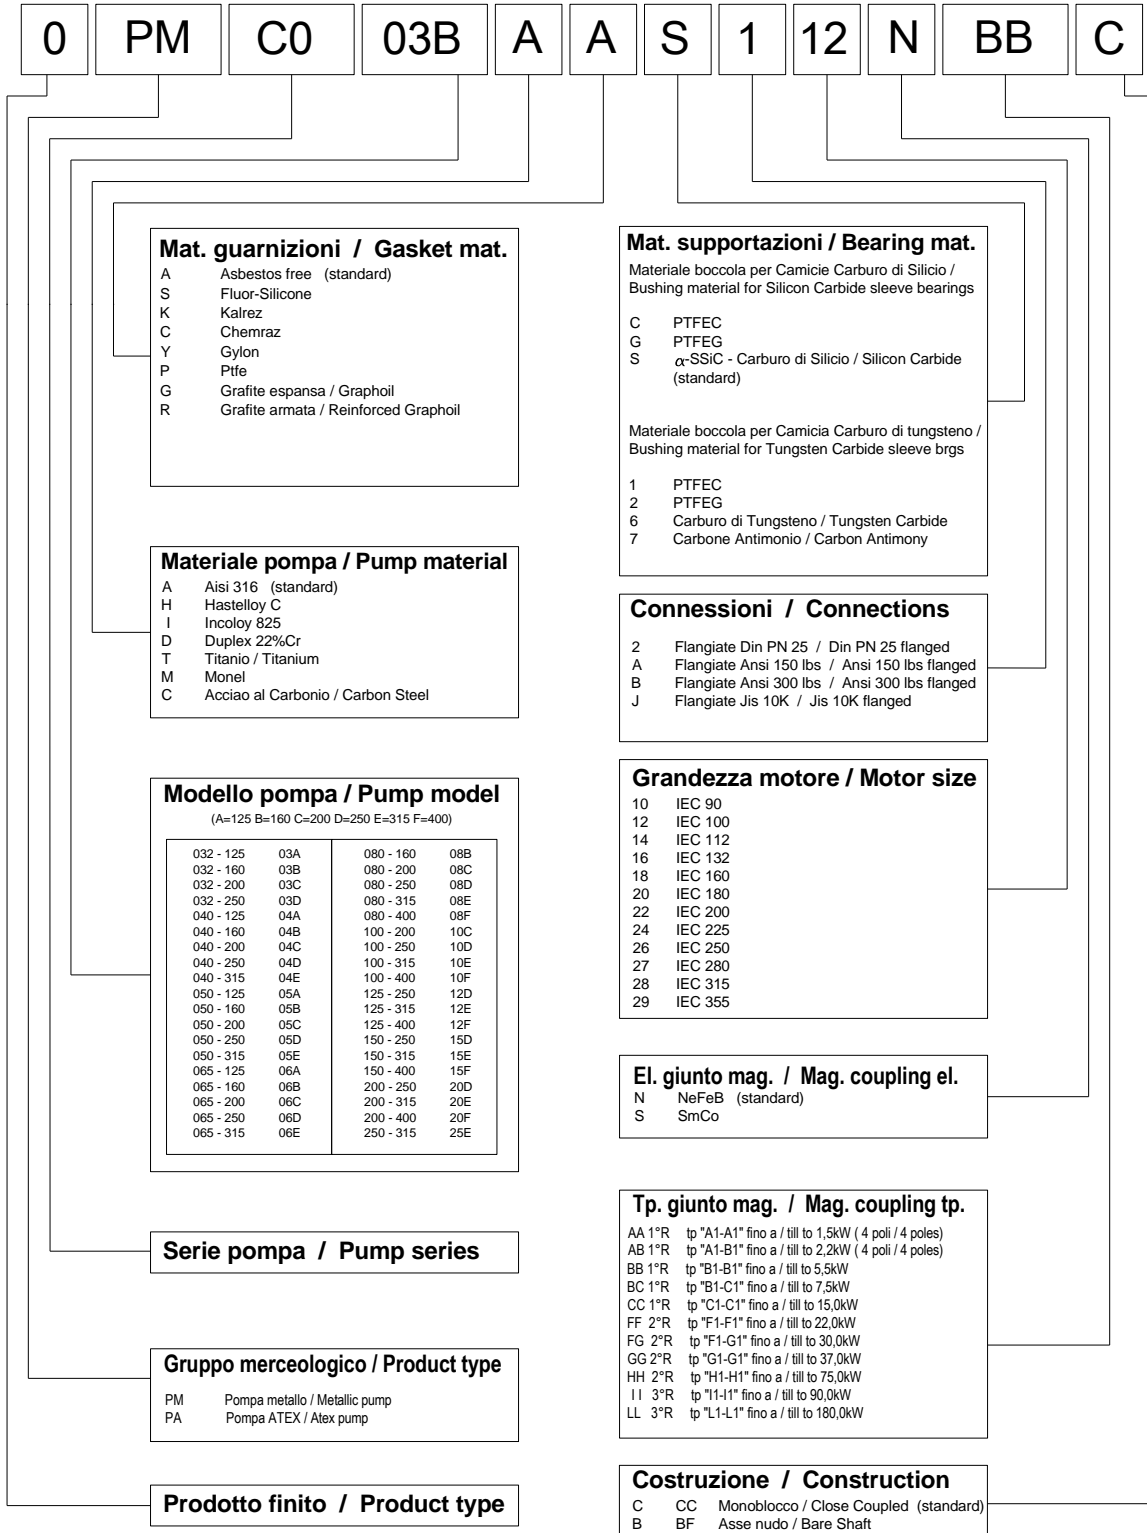 0 PM C0 03B A A S 1 12 N BB C
Mat. guarnizioni / Gasket mat.
A Asbestos free (standard)
S Fluor-Silicone
K Kalrez
C Chemraz
Y Gylon
P Ptfe
G Grafite espansa / Graphoil
R Grafite armata / Reinforced Graphoil
Materiale pompa / Pump material
A Aisi 316 (standard)
H Hastelloy C
I Incoloy 825
D Duplex 22%Cr
T Titanio / Titanium
M Monel
C Acciao al Carbonio / Carbon Steel
Modello pompa / Pump model
(A=125 B=160 C=200 D=250 E=315 F=400)
032 - 125 03A 080 - 160 08B
032 - 160 03B 080 - 200 08C
032 - 200 03C 080 - 250 08D
032 - 250 03D 080 - 315 08E
040 - 125 04A 080 - 400 08F
040 - 160 04B 100 - 200 10C
040 - 200 04C 100 - 250 10D
040 - 250 04D 100 - 315 10E
040 - 315 04E 100 - 400 10F
050 - 125 05A 125 - 250 12D
050 - 160 05B 125 - 315 12E
050 - 200 05C 125 - 400 12F
050 - 250 05D 150 - 250 15D
050 - 315 05E 150 - 315 15E
065 - 125 06A 150 - 400 15F
065 - 160 06B 200 - 250 20D
065 - 200 06C 200 - 315 20E
065 - 250 06D 200 - 400 20F
065 - 315 06E 250 - 315 25E
Serie pompa / Pump series
Gruppo merceologico / Product type
PM Pompa metallo / Metallic pump
PA Pompa ATEX / Atex pump
Prodotto finito / Product type
Mat. supportazioni / Bearing mat.
Materiale boccola per Camicie Carburo di Silicio /
Bushing material for Silicon Carbide sleeve bearings
C PTFEC
G PTFEG
S α-SSiC - Carburo di Silicio / Silicon Carbide
(standard)
Materiale boccola per Camicia Carburo di tungsteno /
Bushing material for Tungsten Carbide sleeve brgs
1 PTFEC
2 PTFEG
6 Carburo di Tungsteno / Tungsten Carbide
7 Carbone Antimonio / Carbon Antimony
Connessioni / Connections
2 Flangiate Din PN 25 / Din PN 25 flanged
A Flangiate Ansi 150 lbs / Ansi 150 lbs flanged
B Flangiate Ansi 300 lbs / Ansi 300 lbs flanged
J Flangiate Jis 10K / Jis 10K flanged
Grandezza motore / Motor size
10 IEC 90
12 IEC 100
14 IEC 112
16 IEC 132
18 IEC 160
20 IEC 180
22 IEC 200
24 IEC 225
26 IEC 250
27 IEC 280
28 IEC 315
29 IEC 355
El. giunto mag. / Mag. coupling el.
N NeFeB (standard)
S SmCo
Tp. giunto mag. / Mag. coupling tp.
AA 1°R tp "A1-A1" fino a / till to 1,5kW ( 4 poli / 4 poles)
AB 1°R tp "A1-B1" fino a / till to 2,2kW ( 4 poli / 4 poles)
BB 1°R tp "B1-B1" fino a / till to 5,5kW
BC 1°R tp "B1-C1" fino a / till to 7,5kW
CC 1°R tp "C1-C1" fino a / till to 15,0kW
FF 2°R tp "F1-F1" fino a / till to 22,0kW
FG 2°R tp "F1-G1" fino a / till to 30,0kW
GG 2°R tp "G1-G1" fino a / till to 37,0kW
HH 2°R tp "H1-H1" fino a / till to 75,0kW
I I 3°R tp "I1-I1" fino a / till to 90,0kW
LL 3°R tp "L1-L1" fino a / till to 180,0kW
Costruzione / Construction
C CC Monoblocco / Close Coupled (standard)
B BF Asse nudo / Bare Shaft